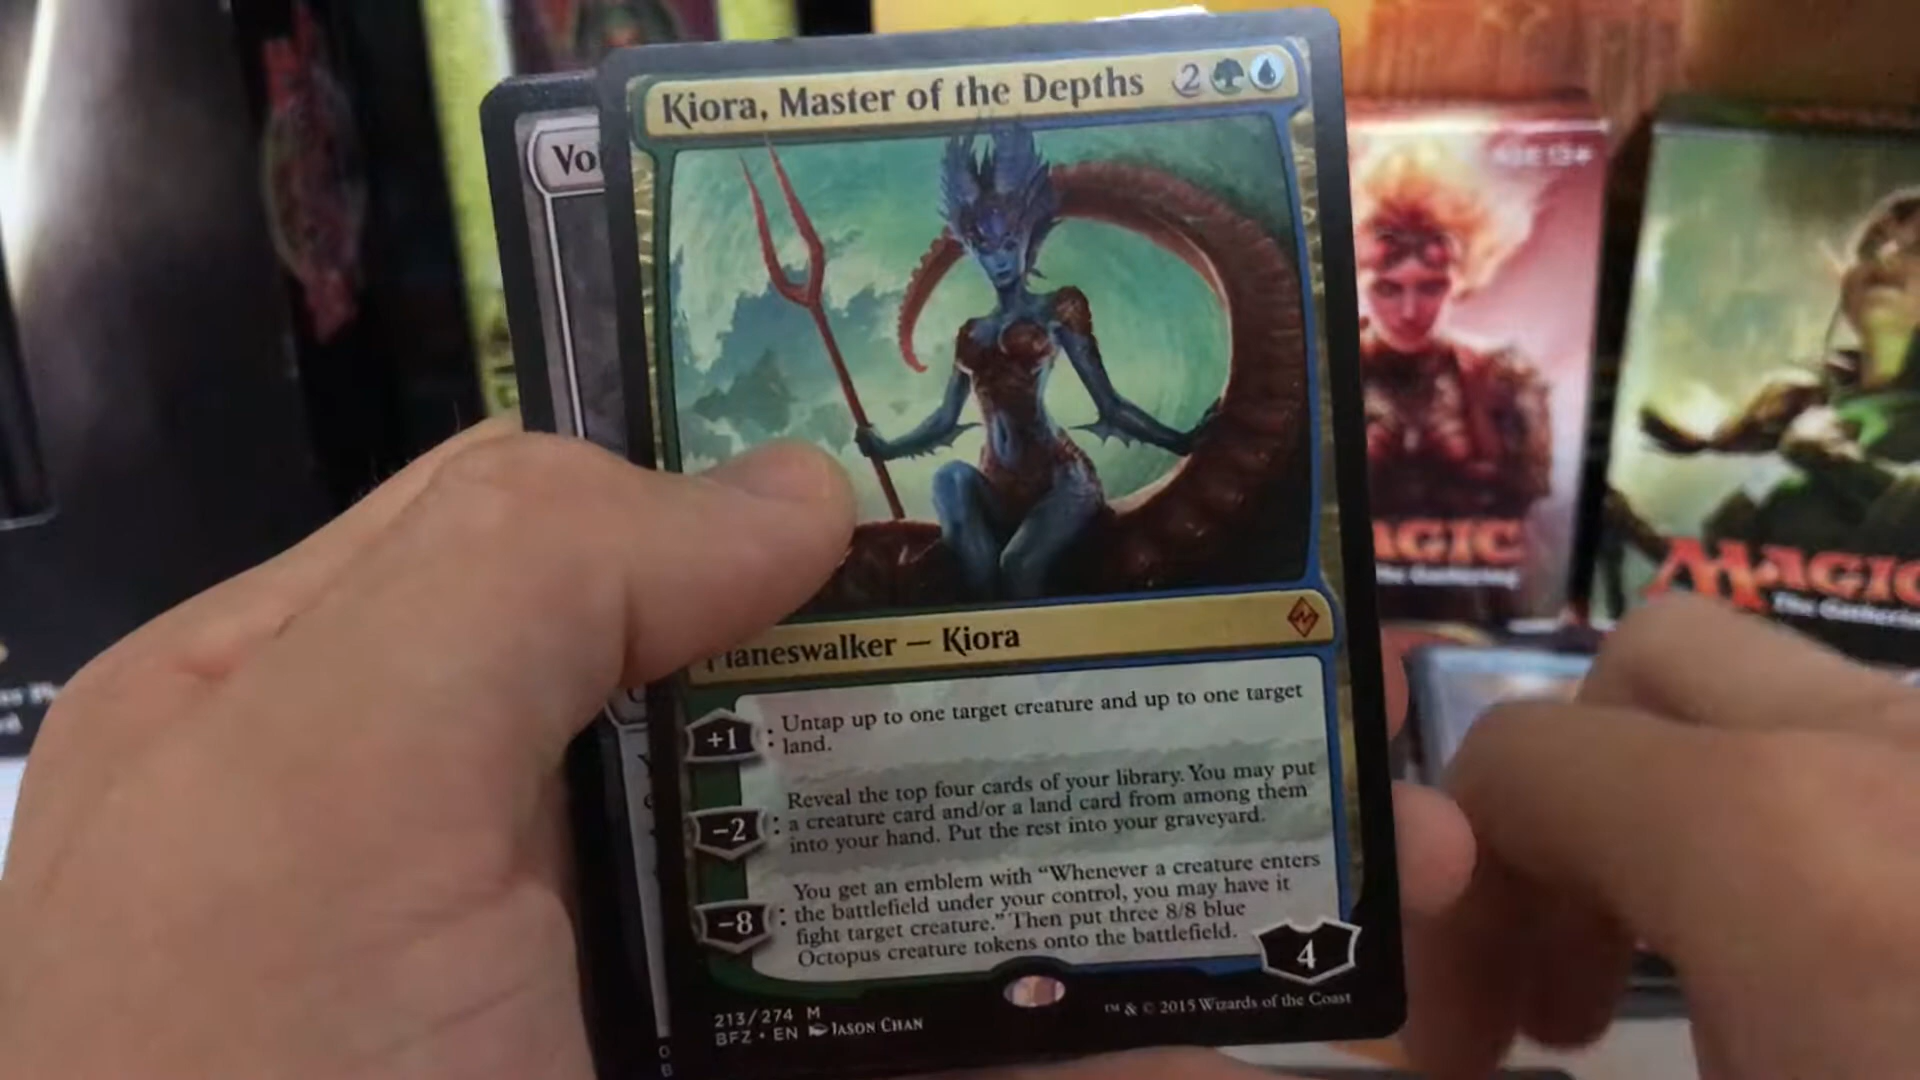 Kiora, Master of the Depths 2
Vo
Planeswalker — Kiora
+1 : Untap up to one target creature and up to one target
land.
-2 : Reveal the top four cards of your library. You may put
a creature card and/or a land card from among them
into your hand. Put the rest into your graveyard.
-8 : You get an emblem with “Whenever a creature enters
the battlefield under your control, you may have it
fight target creature.” Then put three 8/8 blue
Octopus creature tokens onto the battlefield.
4
213/274 M
BFZ • EN Jason Chan
™ & © 2015 Wizards of the Coast
AGE 13+
AGIC
The Gathering
MAGIC
The Gathering